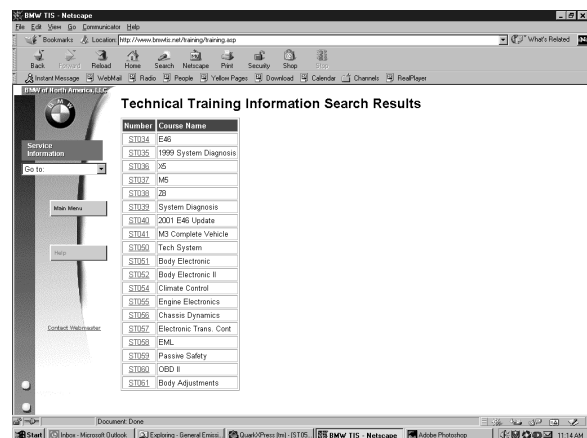 BMW TIS - Netscape
File Edit View Go Communicator Help
Bookmarks Location: http://www.bmwtis.net/training/training.asp What's Related
Back Forward Reload Home Search Netscape Print Security Shop Stop
Instant Message WebMail Radio People Yellow Pages Download Calendar Channels RealPlayer
BMW of North America, LLC
Technical Training Information Search Results
Service
Information
Go to:
Main Menu
Help
Contact Webmaster
Number Course Name
ST034 E46
ST035 1999 System Diagnosis
ST036 X5
ST037 M5
ST038 Z8
ST039 System Diagnosis
ST040 2001 E46 Update
ST041 M3 Complete Vehicle
ST050 Tech System
ST051 Body Electronic
ST052 Body Electronic II
ST054 Climate Control
ST055 Engine Electronics
ST056 Chassis Dynamics
ST057 Electronic Trans. Cont
ST058 EML
ST059 Passive Safety
ST060 OBD II
ST061 Body Adjustments
Document: Done
Start Inbox - Microsoft Outlook Exploring - General Emissi... QuarkXPress (tm) - [ST05... BMW TIS - Netscape Adobe Photoshop 11:14 AM